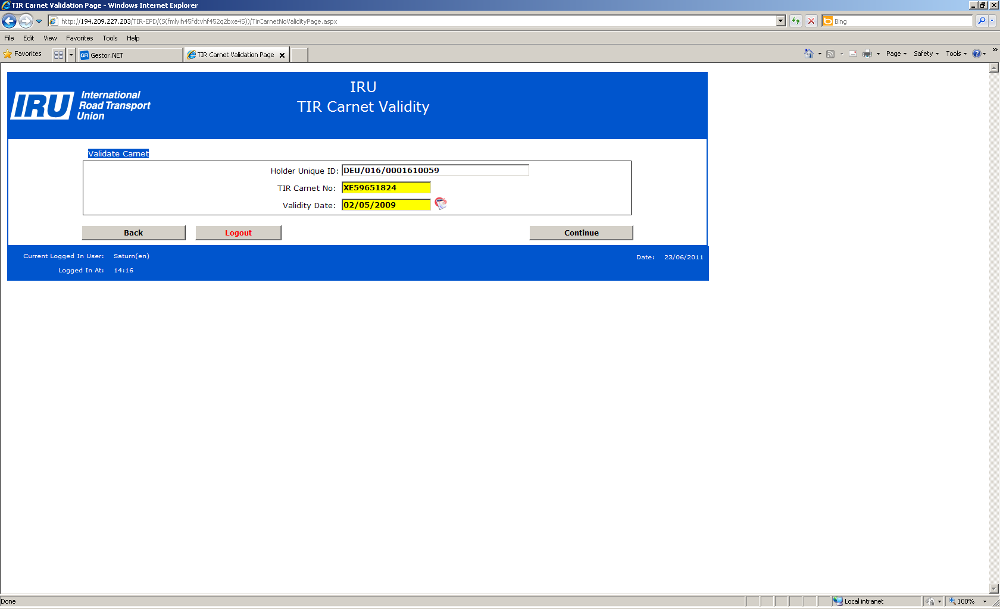 TIR Carnet Validation Page - Windows Internet Explorer
http://194.209.227.203/TIR-EPD/(S(fmlyih45fdtvhf452q2bxe45))/TirCarnetNoValidityPage.aspx
Bing
File Edit View Favorites Tools Help
Favorites
GFI Gestor.NET
TIR Carnet Validation Page
Page Safety Tools
IRU
International
Road Transport
Union
IRU
TIR Carnet Validity
Validate Carnet
Holder Unique ID: DEU/016/0001610059
TIR Carnet No: XE59651824
Validity Date: 02/05/2009
Back Logout Continue
Current Logged In User: Saturn(en)
Date: 23/06/2011
Logged In At: 14:16
Done
Local intranet
100%